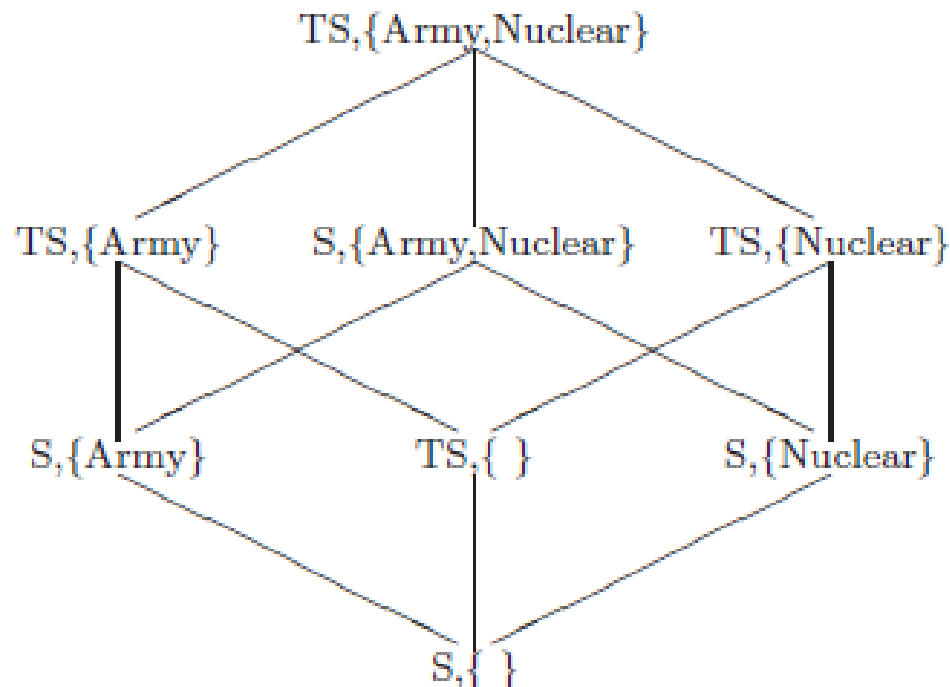 TS,{Army,Nuclear}
TS,{Army} S,{Army,Nuclear} TS,{Nuclear}
S,{Army} TS,{ } S,{Nuclear}
S,{ }